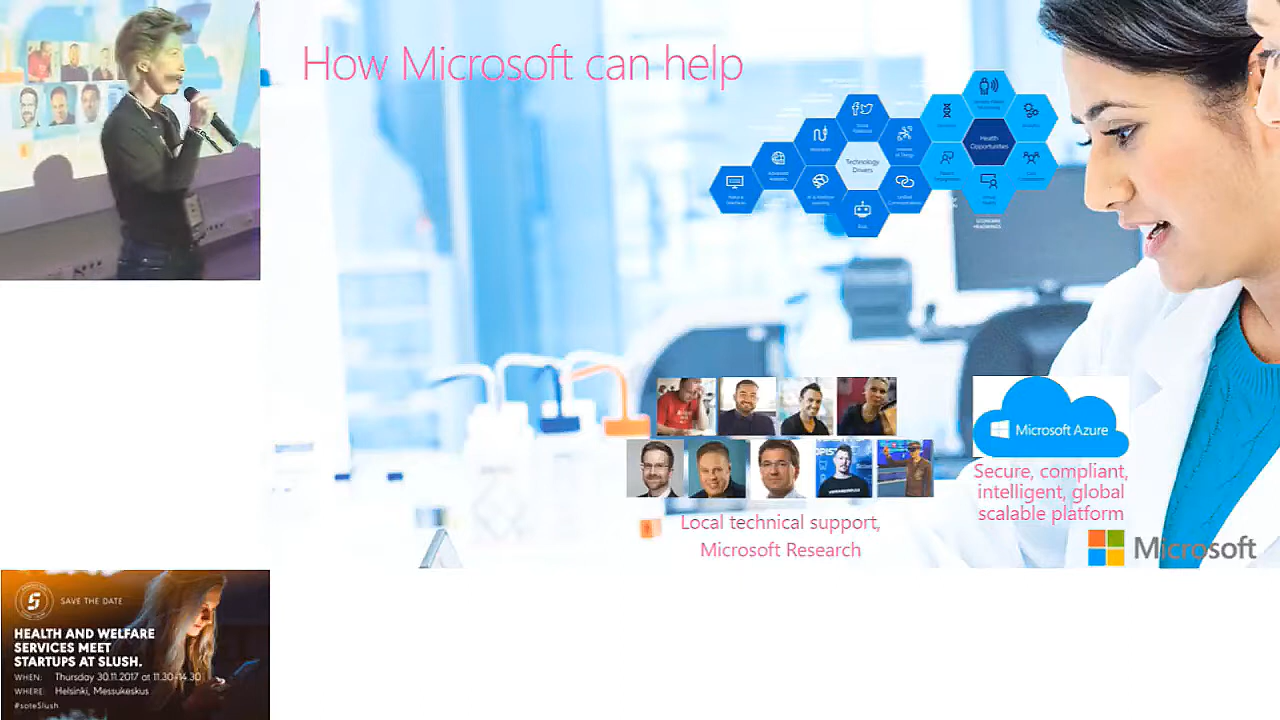 How Microsoft can help
Social
Technology
Drivers
Health
Opportunities
Microsoft Azure
Secure, compliant,
intelligent, global
scalable platform
Local technical support,
Microsoft Research
Microsoft
SAVE THE DATE
HEALTH AND WELFARE
SERVICES MEET
STARTUPS AT SLUSH.
WHEN: Thursday 30.11.2017 at 11.30-14.30
WHERE: Helsinki, Messukeskus
#soteSlush